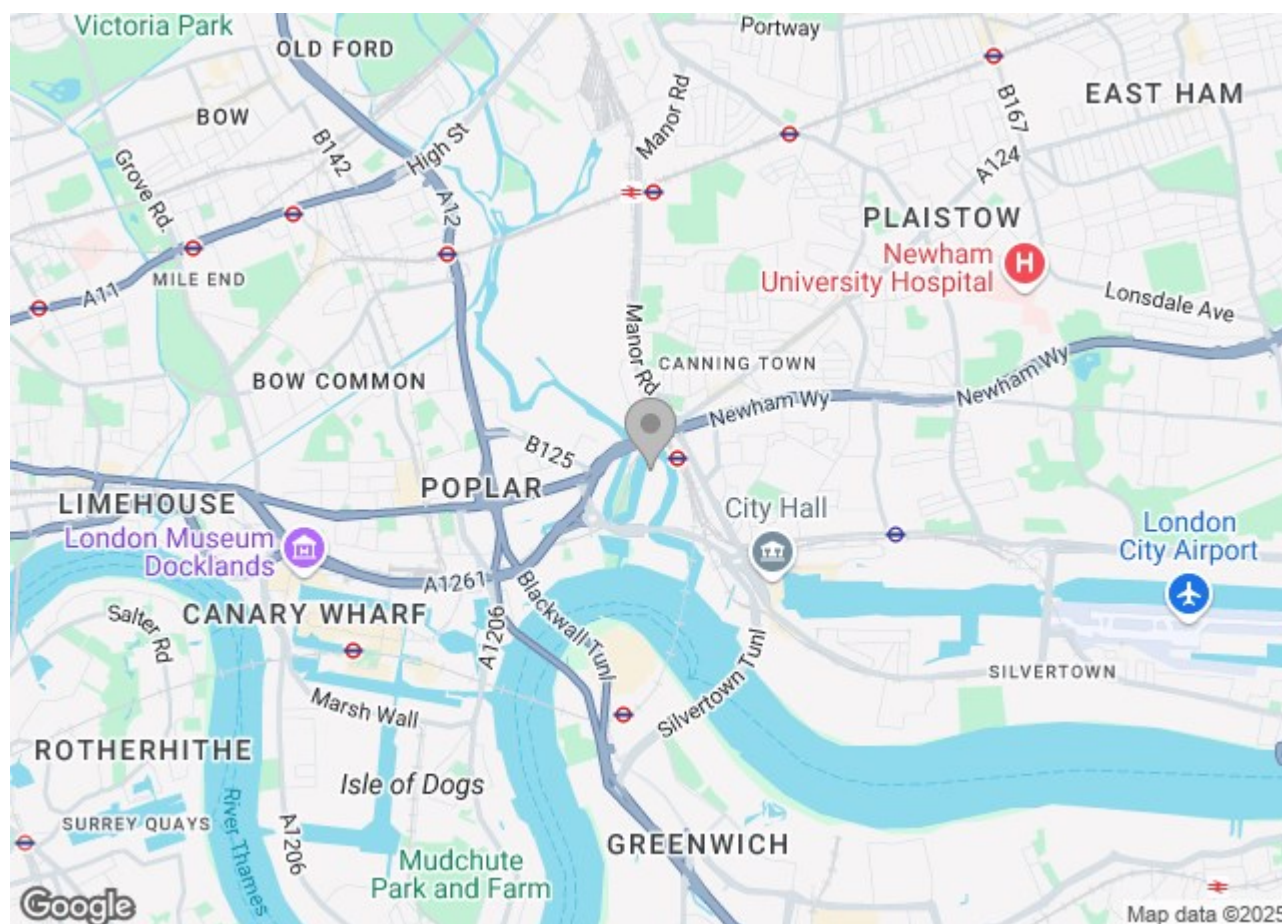 Victoria Park
OLD FORD
Portway
EAST HAM
BOW
B142
High St
Manor Rd
B167
A124
Grove Rd.
A12
PLAISTOW
Newham
University Hospital
H
MILE END
A11
Lonsdale Ave
Manor Rd
CANNING TOWN
BOW COMMON
Newham Wy
Newham Wy
B125
POPLAR
LIMEHOUSE
City Hall
London Museum
Docklands
London
City Airport
A1261
CANARY WHARF
Blackwall Tunl
A1206
Salter Rd
Silvertown Tunl
SILVERTOWN
Marsh Wall
ROTHERHITHE
Isle of Dogs
River Thames
SURREY QUAYS
A1206
GREENWICH
Mudchute
Park and Farm
Google
Map data ©2025